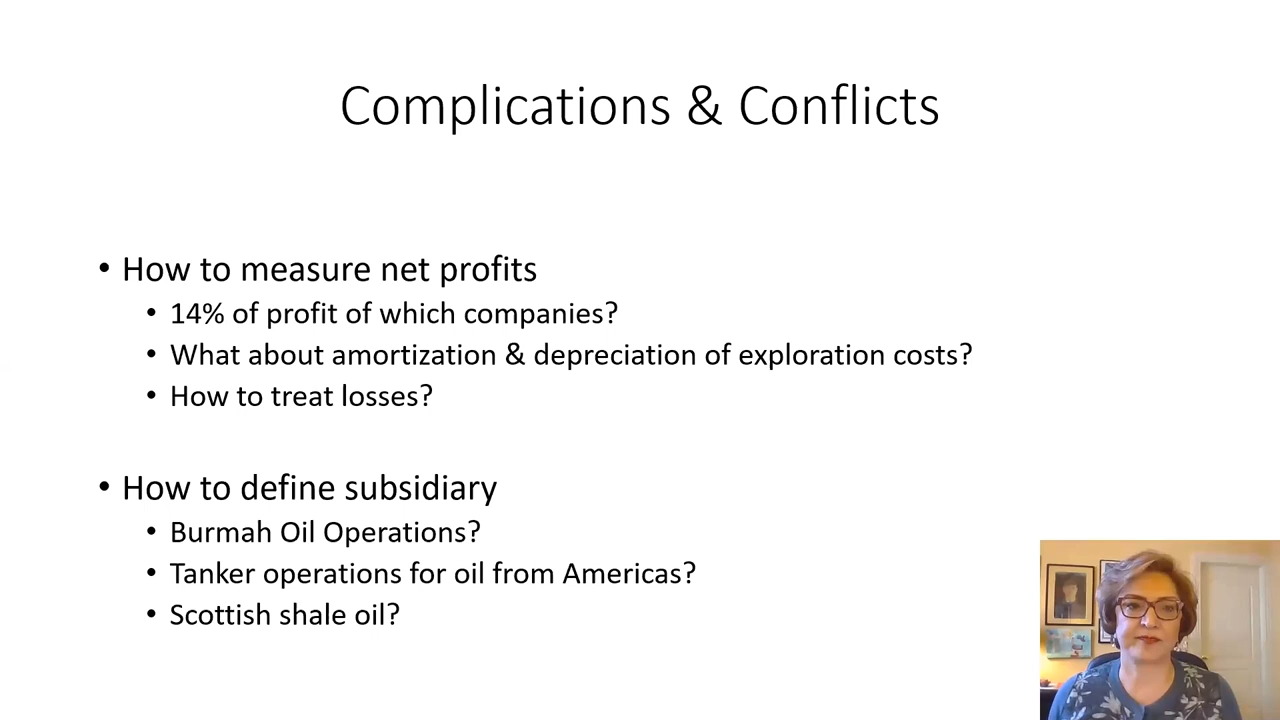 Complications & Conflicts
• How to measure net profits
• 14% of profit of which companies?
• What about amortization & depreciation of exploration costs?
• How to treat losses?
• How to define subsidiary
• Burmah Oil Operations?
• Tanker operations for oil from Americas?
• Scottish shale oil?